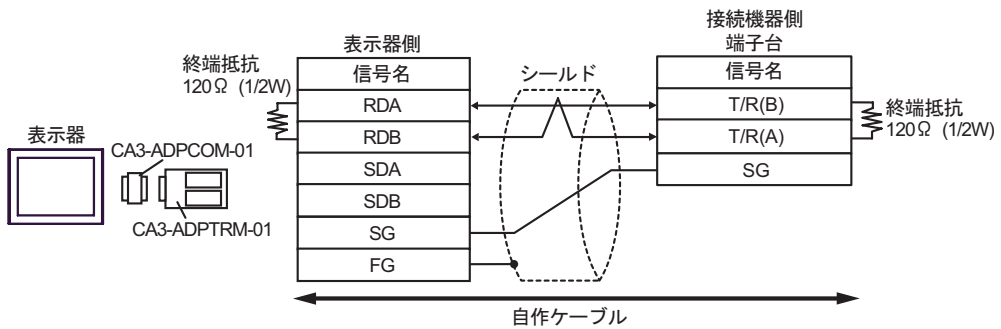 表示器
CA3-ADPCOM-01
CA3-ADPTRM-01
終端抵抗
120Ω (1/2W)
表示器側
信号名
RDA
RDB
SDA
SDB
SG
FG
シールド
接続機器側
端子台
信号名
T/R(B)
T/R(A)
SG
終端抵抗
120Ω (1/2W)
自作ケーブル